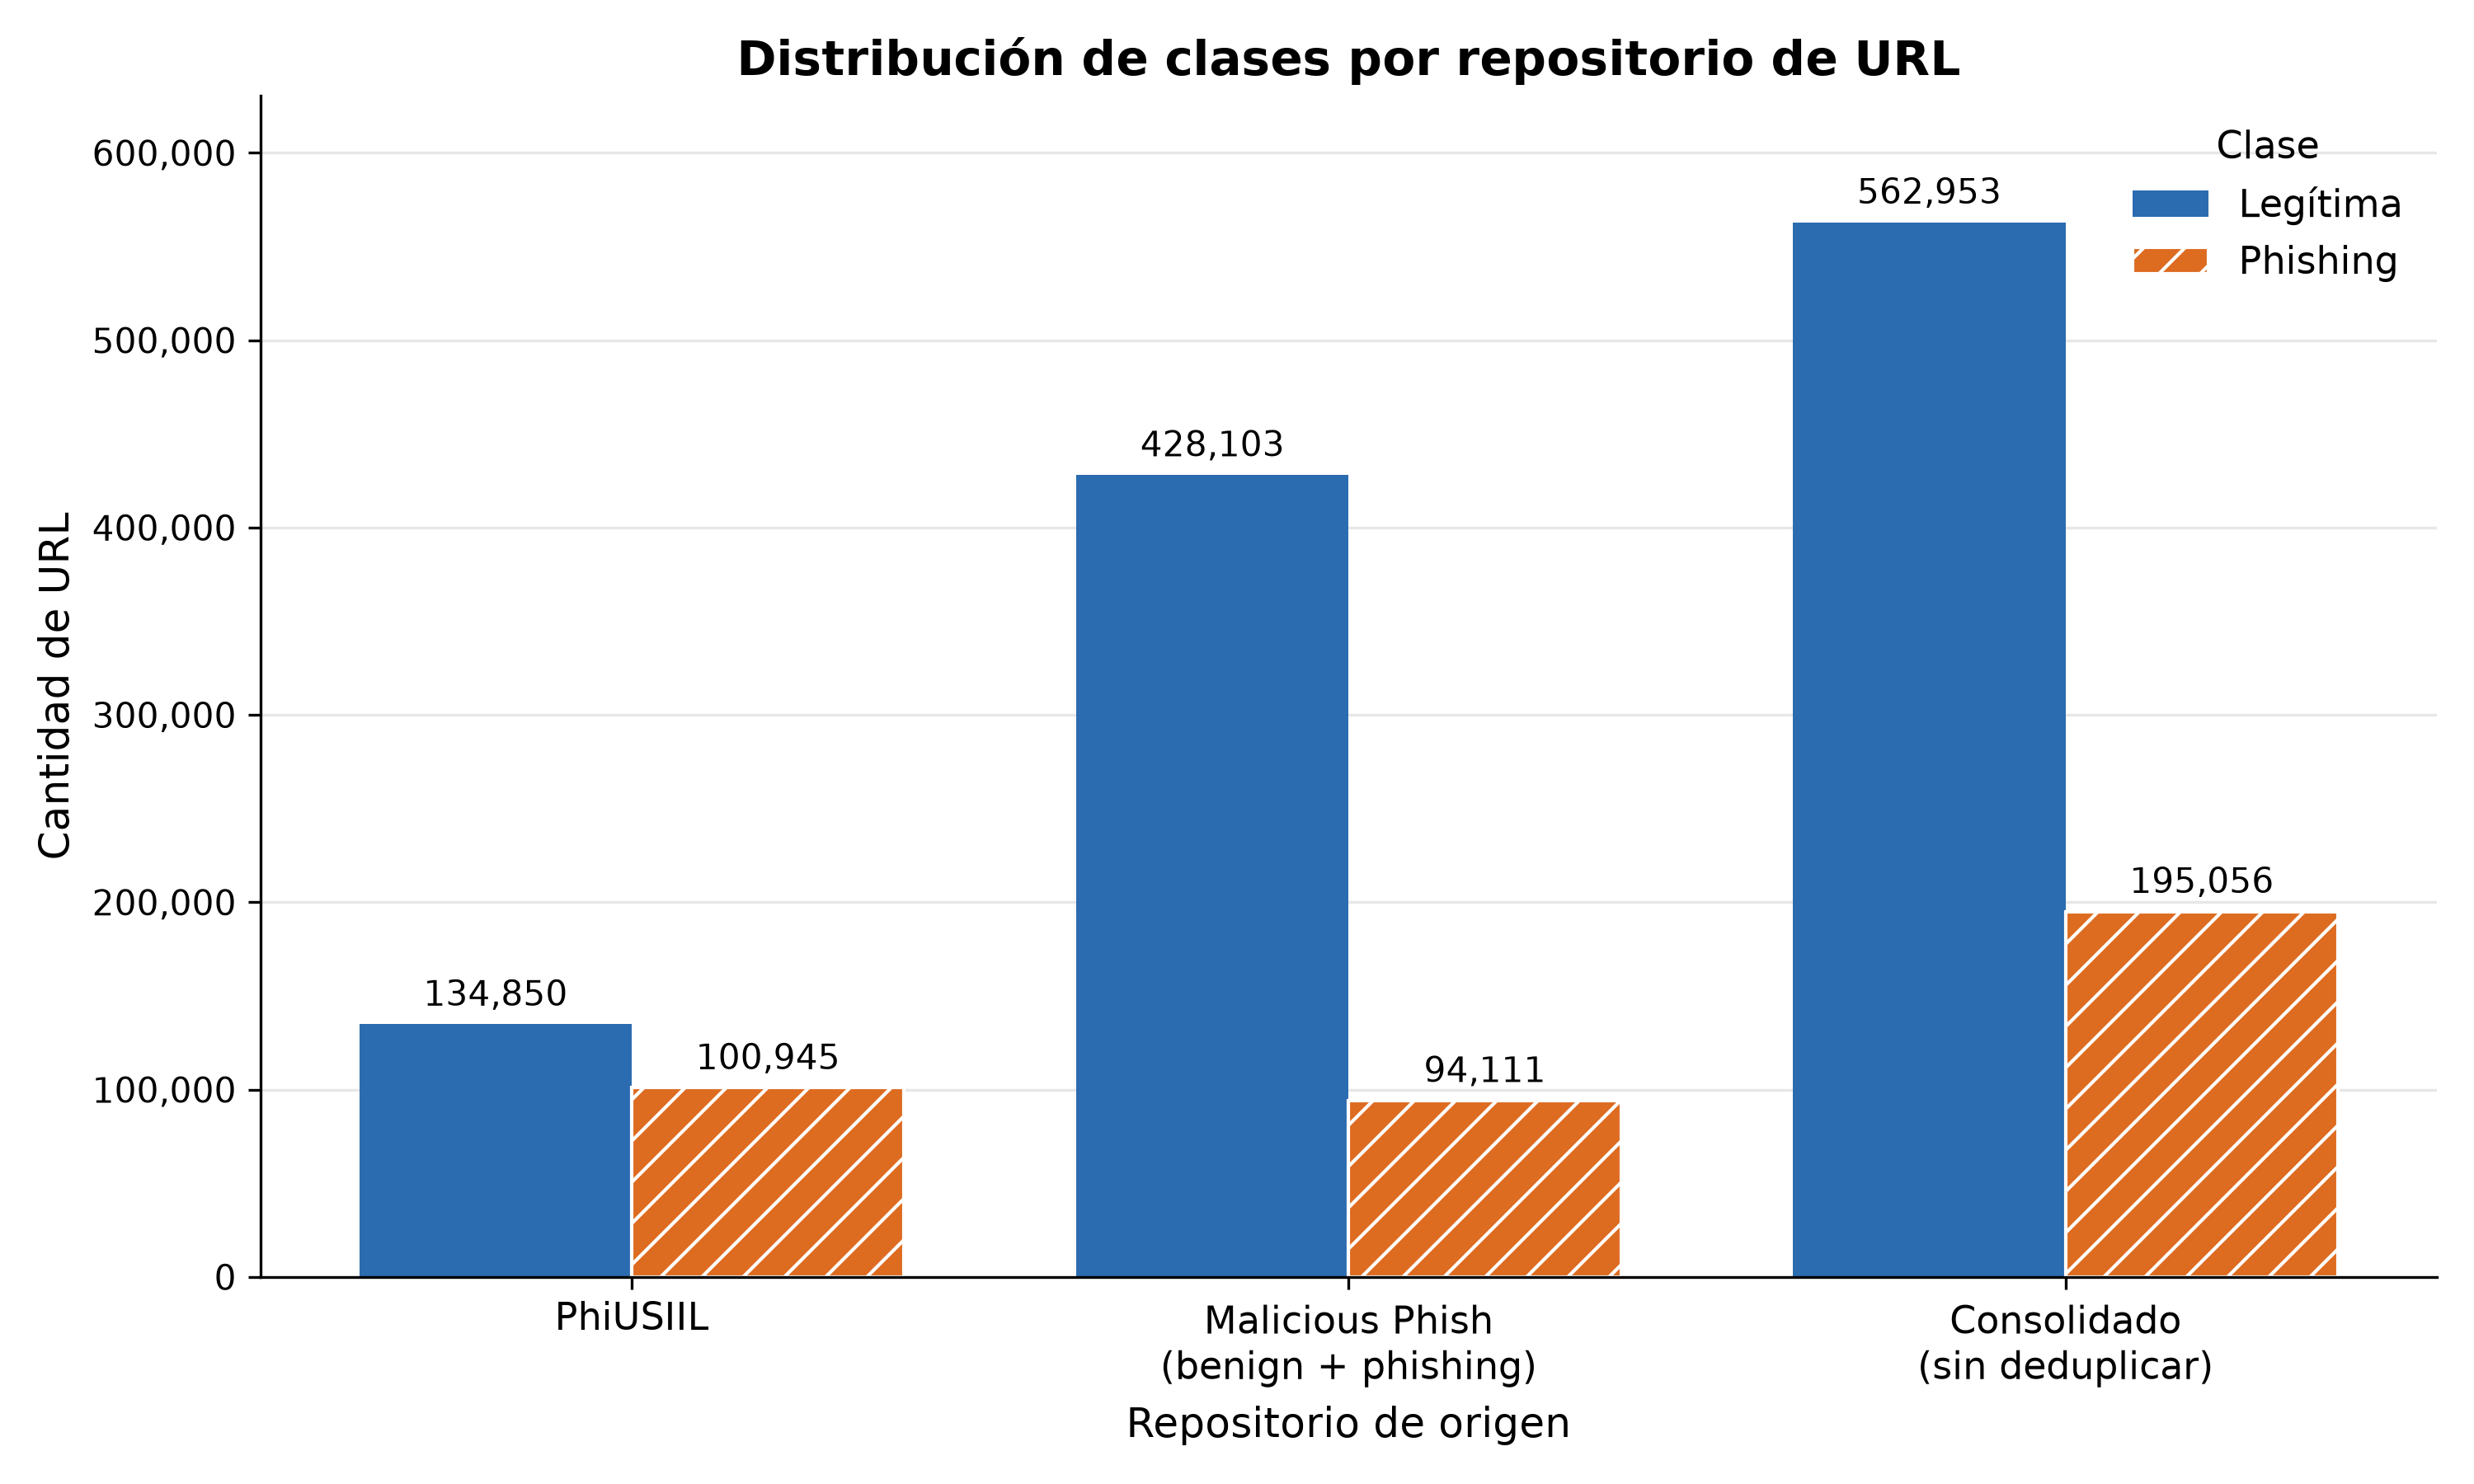 Distribución de clases por repositorio de URL
Clase
Legítima
Phishing
Cantidad de URL
600,000
500,000
400,000
300,000
200,000
100,000
0
134,850
100,945
428,103
94,111
562,953
195,056
PhiUSIIL
Malicious Phish
(benign + phishing)
Consolidado
(sin deduplicar)
Repositorio de origen